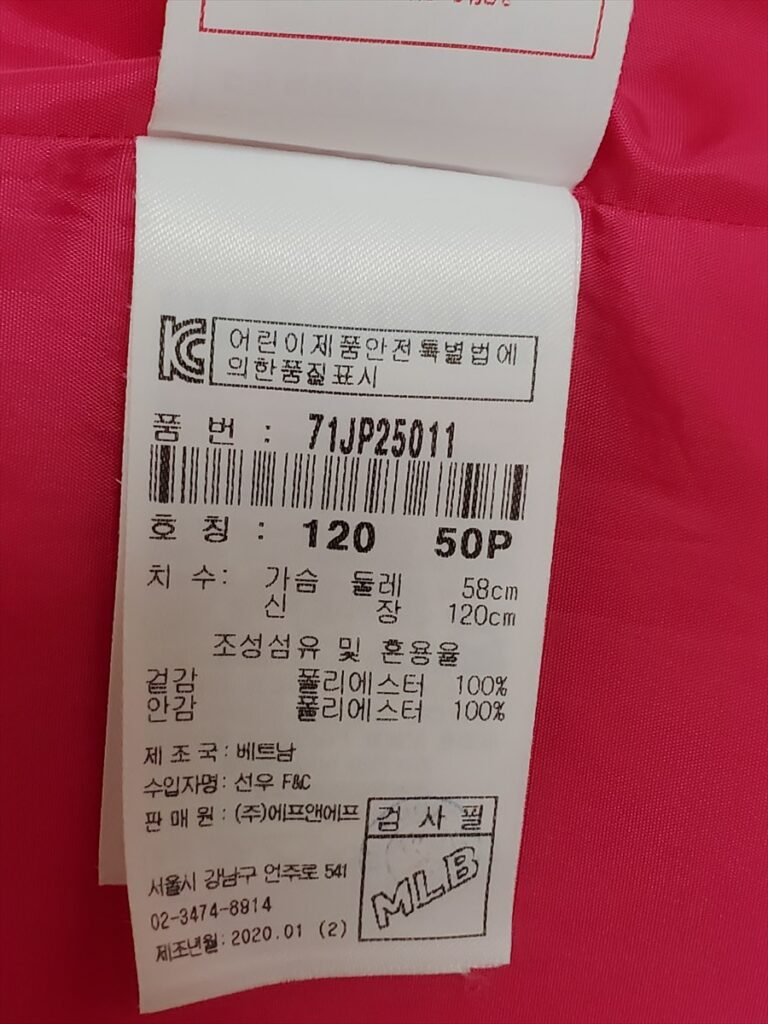 KC 어린이제품안전특별법에
의한품질표시
품 번 : 71JP25011
호 칭 : 120 50P
치 수: 가슴 둘레 58cm
신 장 120cm
조성섬유 및 혼용율
겉감 폴리에스터 100%
안감 폴리에스터 100%
제 조 국 : 베트남
수입자명: 선우 F&C
판 매 원 : (주)에프앤에프
검 사 필
MLB
서울시 강남구 언주로 541
02-3474-8914
제조년월: 2020.01 (2)